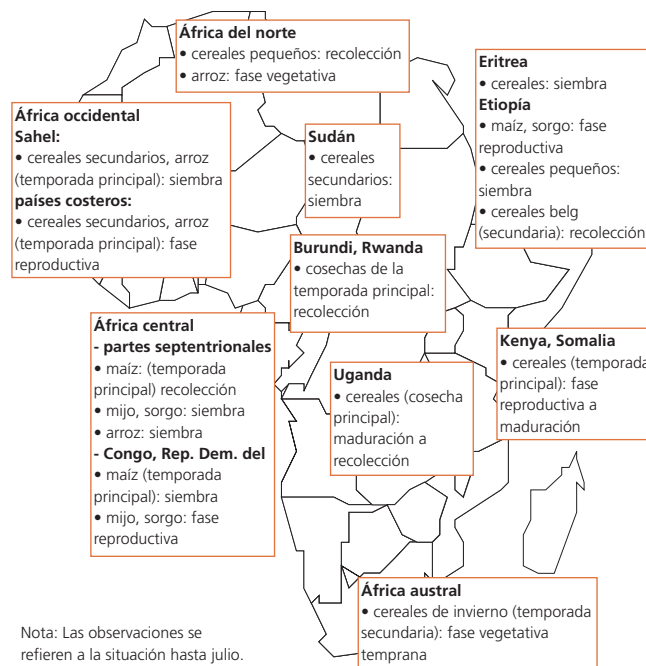 África del norte
• cereales pequeños: recolección
• arroz: fase vegetativa
Eritrea
• cereales: siembra
Etiopía
• maíz, sorgo: fase
reproductiva
• cereales pequeños:
siembra
• cereales belg
(secundaria): recolección
África occidental
Sahel:
• cereales secundarios, arroz
(temporada principal): siembra
países costeros:
• cereales secundarios, arroz
(temporada principal): fase
reproductiva
Sudán
• cereales
secundarios:
siembra
Burundi, Rwanda
• cosechas de la
temporada principal:
recolección
África central
- partes septentrionales
• maíz: (temporada
principal) recolección
• mijo, sorgo: siembra
• arroz: siembra
- Congo, Rep. Dem. del
• maíz (temporada
principal): siembra
• mijo, sorgo: fase
reproductiva
Uganda
• cereales (cosecha
principal):
maduración a
recolección
Kenya, Somalia
• cereales (temporada
principal): fase
reproductiva a
maduración
África austral
• cereales de invierno (temporada
secundaria): fase vegetativa
temprana
Nota: Las observaciones se
refieren a la situación hasta julio.